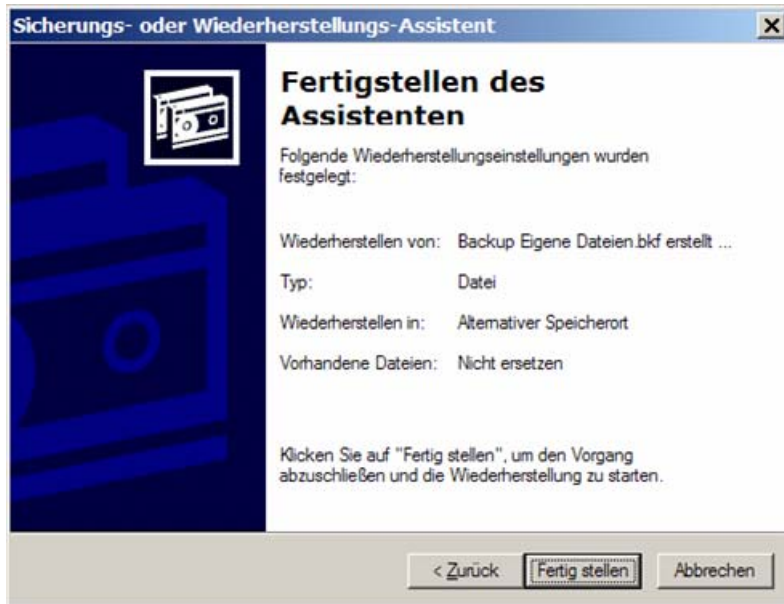 Sicherungs- oder Wiederherstellungs-Assistent
Fertigstellen des
Assistenten
Folgende Wiederherstellungseinstellungen wurden
festgelegt:
Wiederherstellen von: Backup Eigene Dateien.bkf erstellt ...
Typ: Datei
Wiederherstellen in: Alternativer Speicherort
Vorhandene Dateien: Nicht ersetzen
Klicken Sie auf "Fertig stellen", um den Vorgang
abzuschließen und die Wiederherstellung zu starten.
< Zurück Fertig stellen Abbrechen